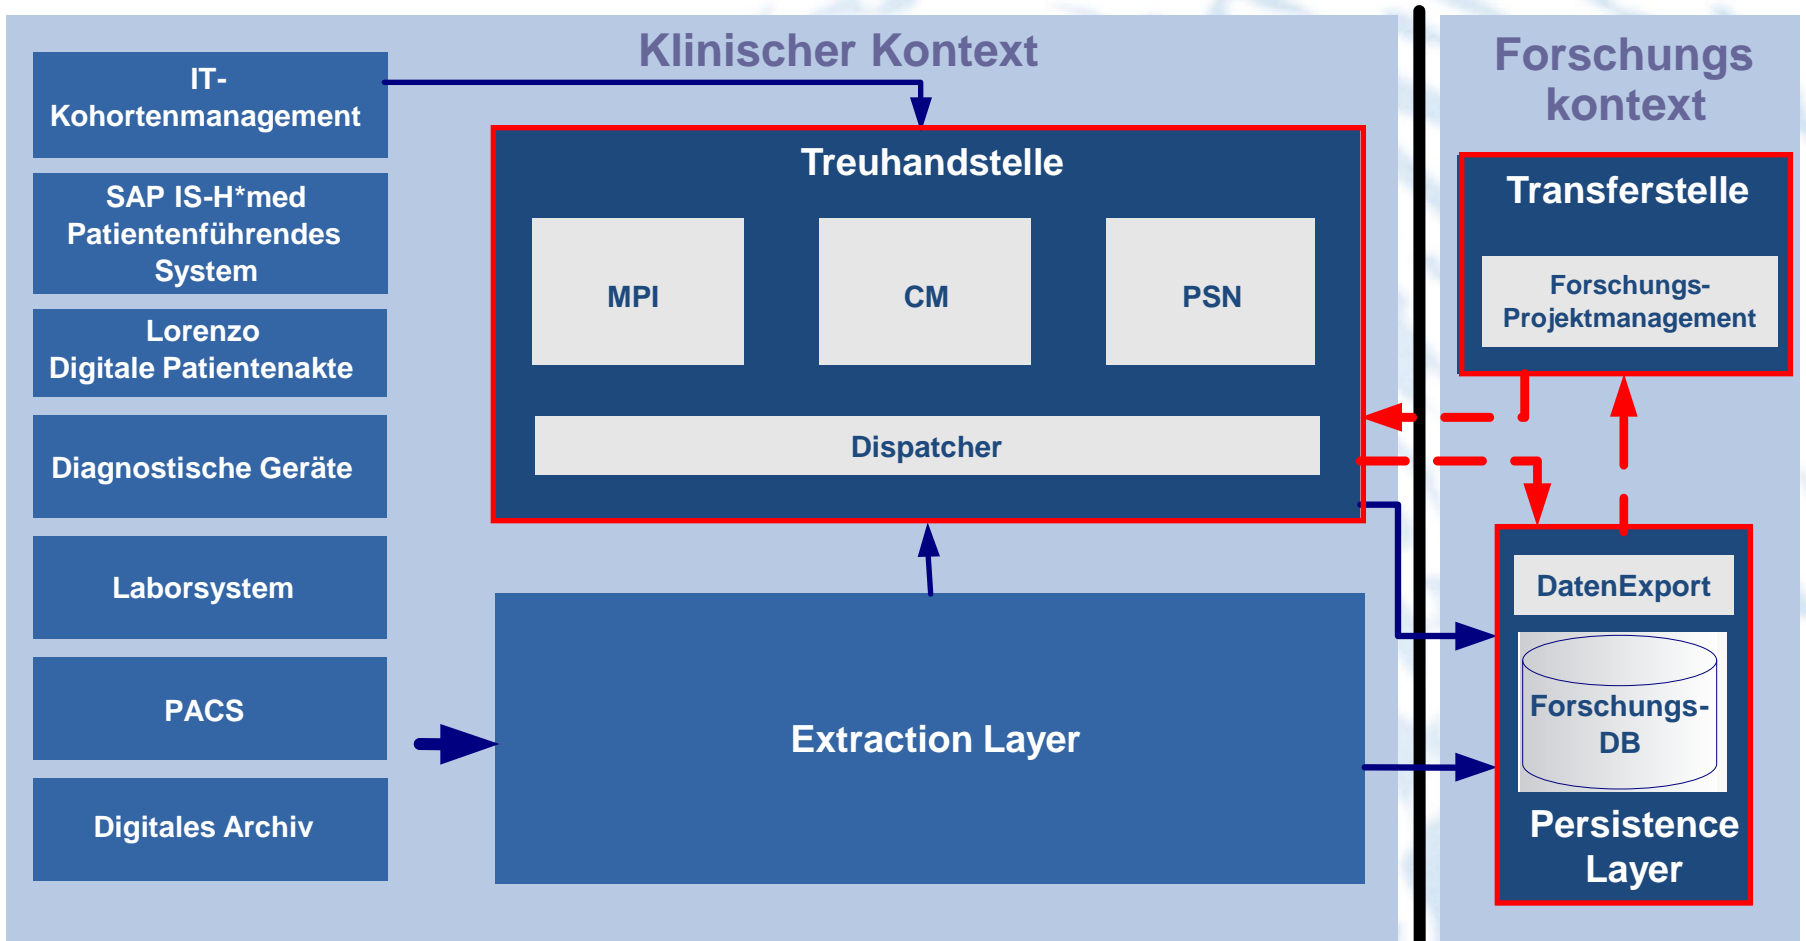 Klinischer Kontext
IT-
Kohortenmanagement
SAP IS-H*med
Patientenführendes
System
Lorenzo
Digitale Patientenakte
Diagnostische Geräte
Laborsystem
PACS
Digitales Archiv
Treuhandstelle
MPI
CM
PSN
Dispatcher
Extraction Layer
Forschungs
kontext
Transferstelle
Forschungs-
Projektmanagement
DatenExport
Forschungs-
DB
Persistence
Layer